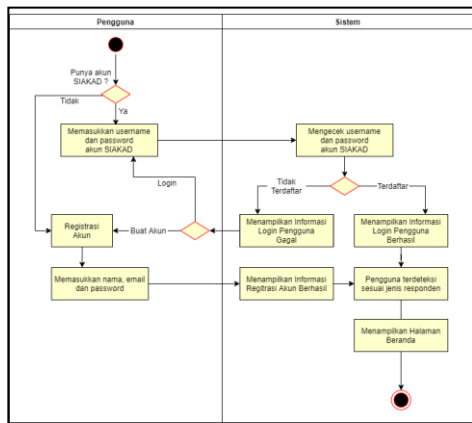 Pengguna
Sistem
Punya akun
SIAKAD ?
Tidak
Ya
Memasukkan username
dan password
akun SIAKAD
Mengecek username
dan password
akun SIAKAD
Login
Tidak
Terdaftar
Terdaftar
Registrasi
Akun
Buat Akun
Menampilkan Informasi
Login Pengguna
Gagal
Menampilkan Informasi
Login Pengguna
Berhasil
Memasukkan nama, email
dan password
Menampilkan Informasi
Regitrasi Akun Berhasil
Pengguna terdeteksi
sesuai jenis responden
Menampilkan Halaman
Beranda